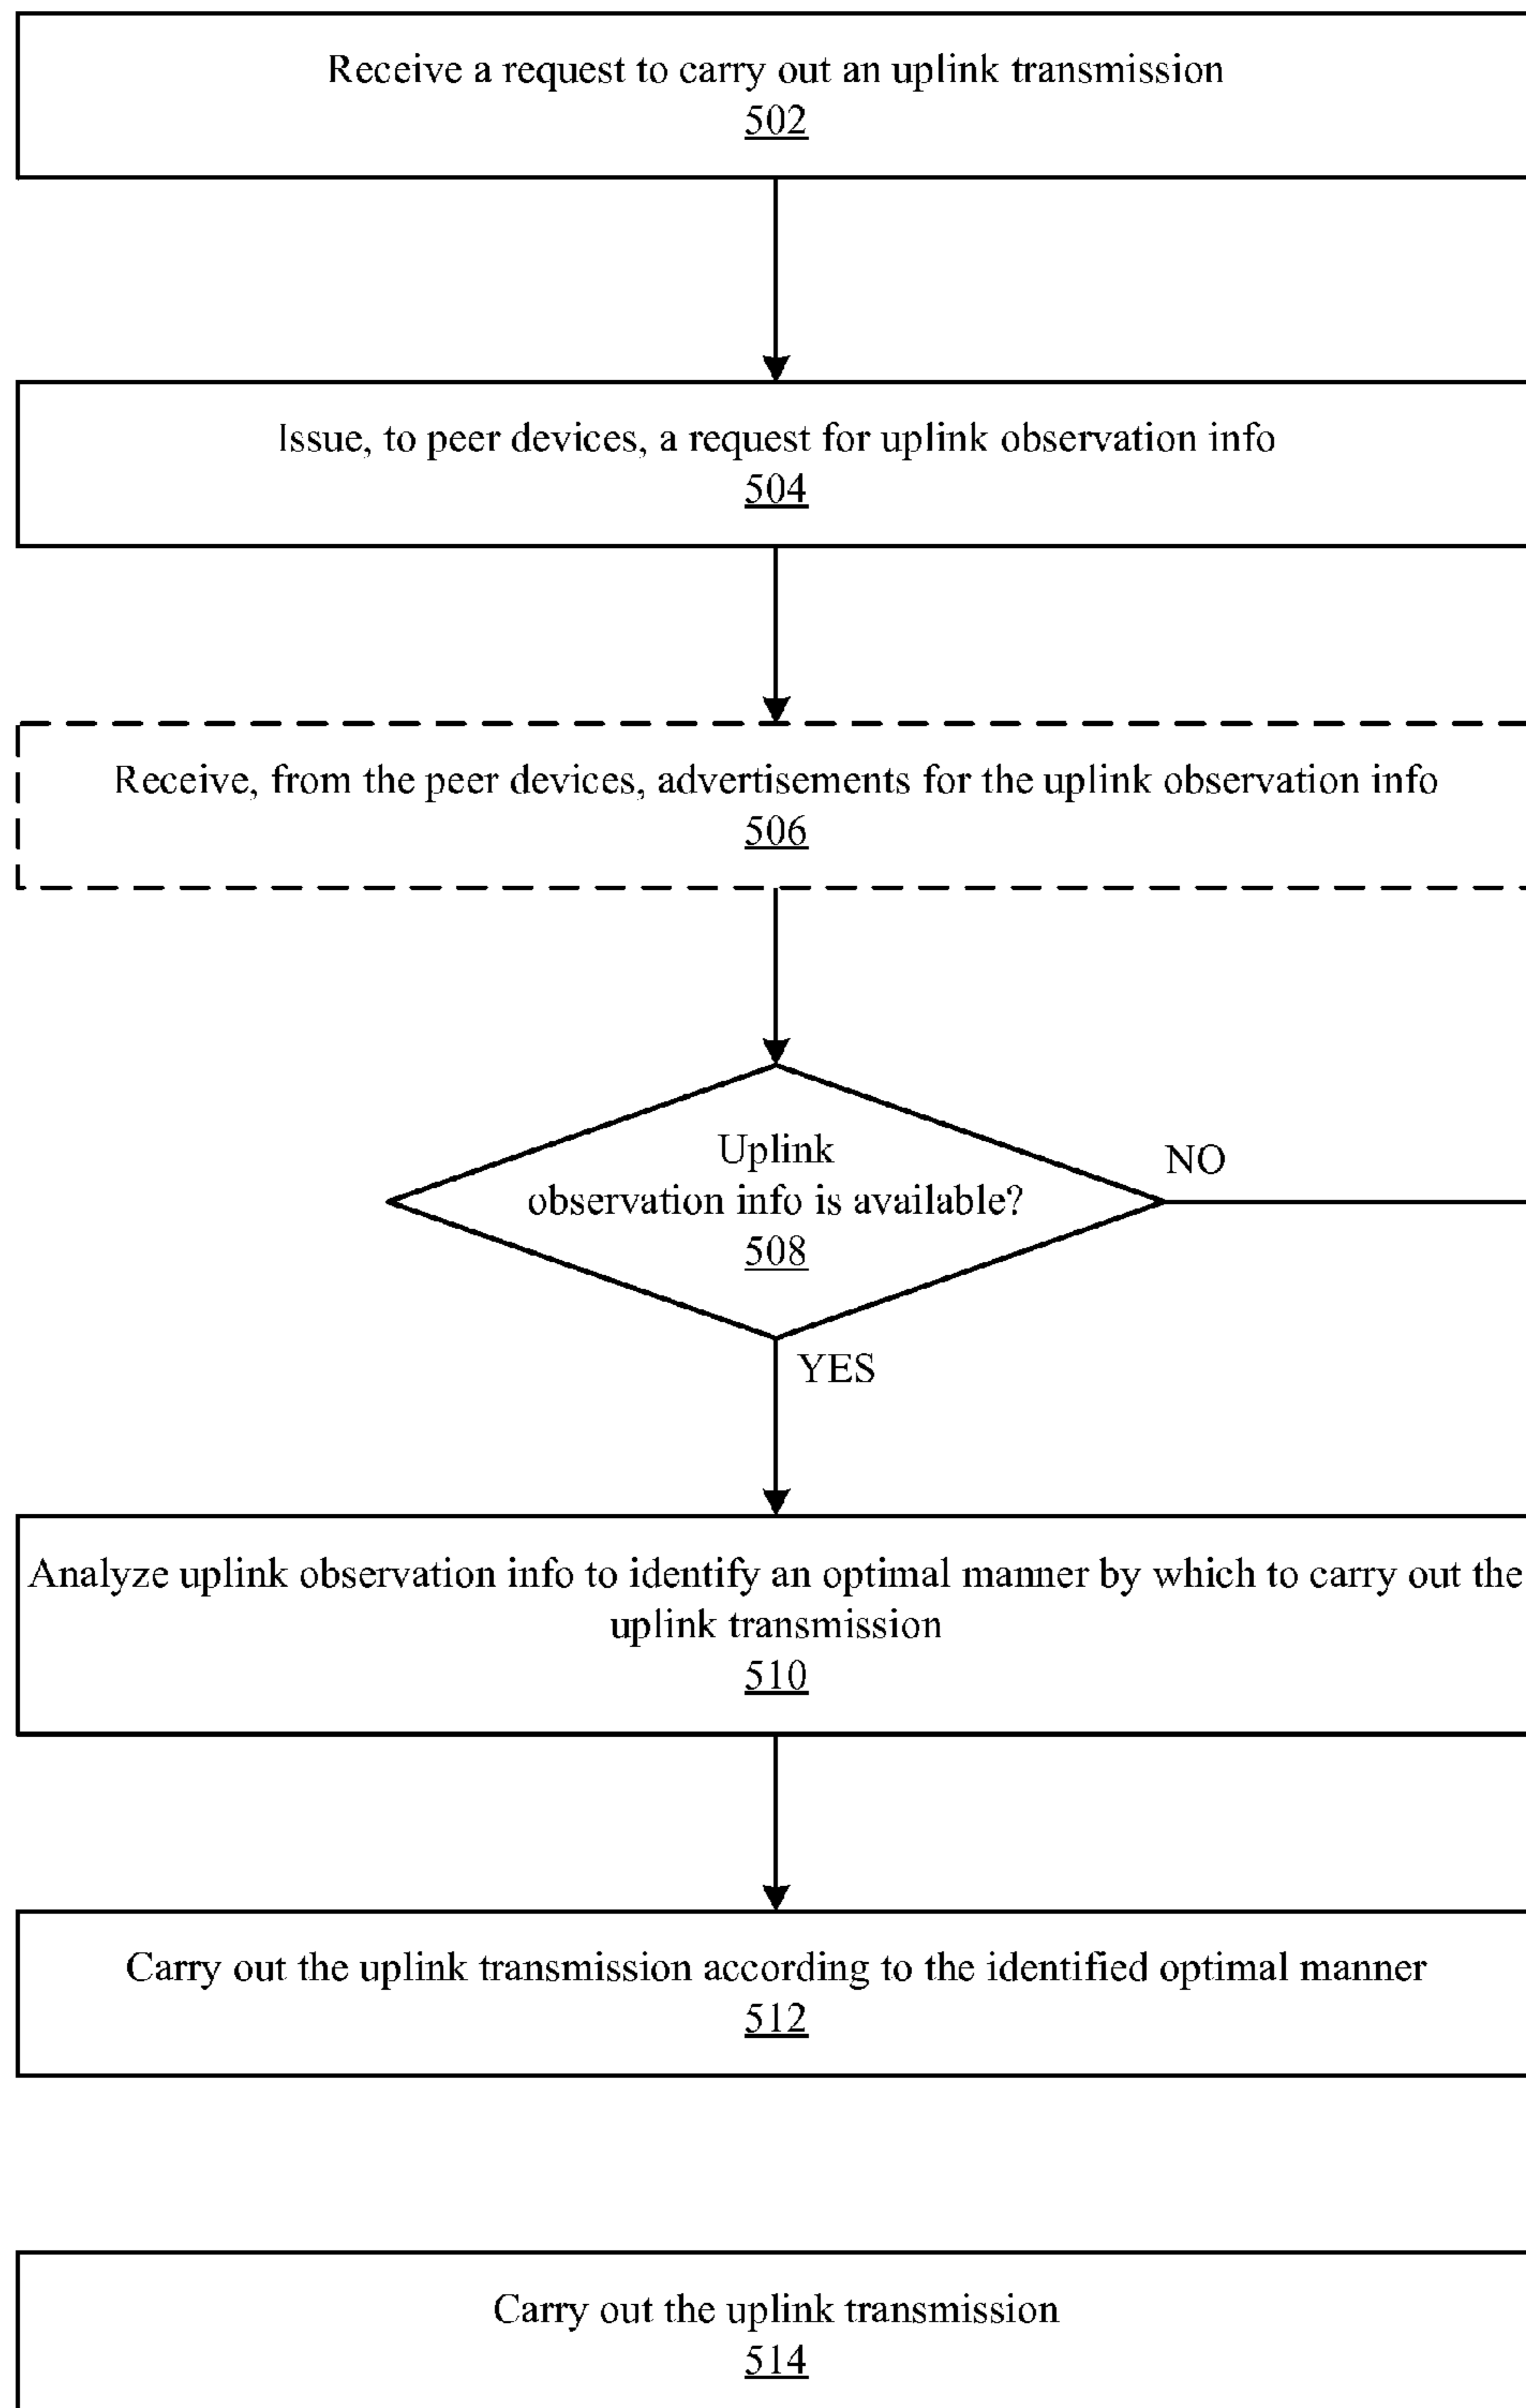 Receive a request to carry out an uplink transmission
502
Issue, to peer devices, a request for uplink observation info
504
Receive, from the peer devices, advertisements for the uplink observation info
506
Uplink
observation info is available?
508
NO
YES
Analyze uplink observation info to identify an optimal manner by which to carry out the
uplink transmission
510
Carry out the uplink transmission according to the identified optimal manner
512
Carry out the uplink transmission
514